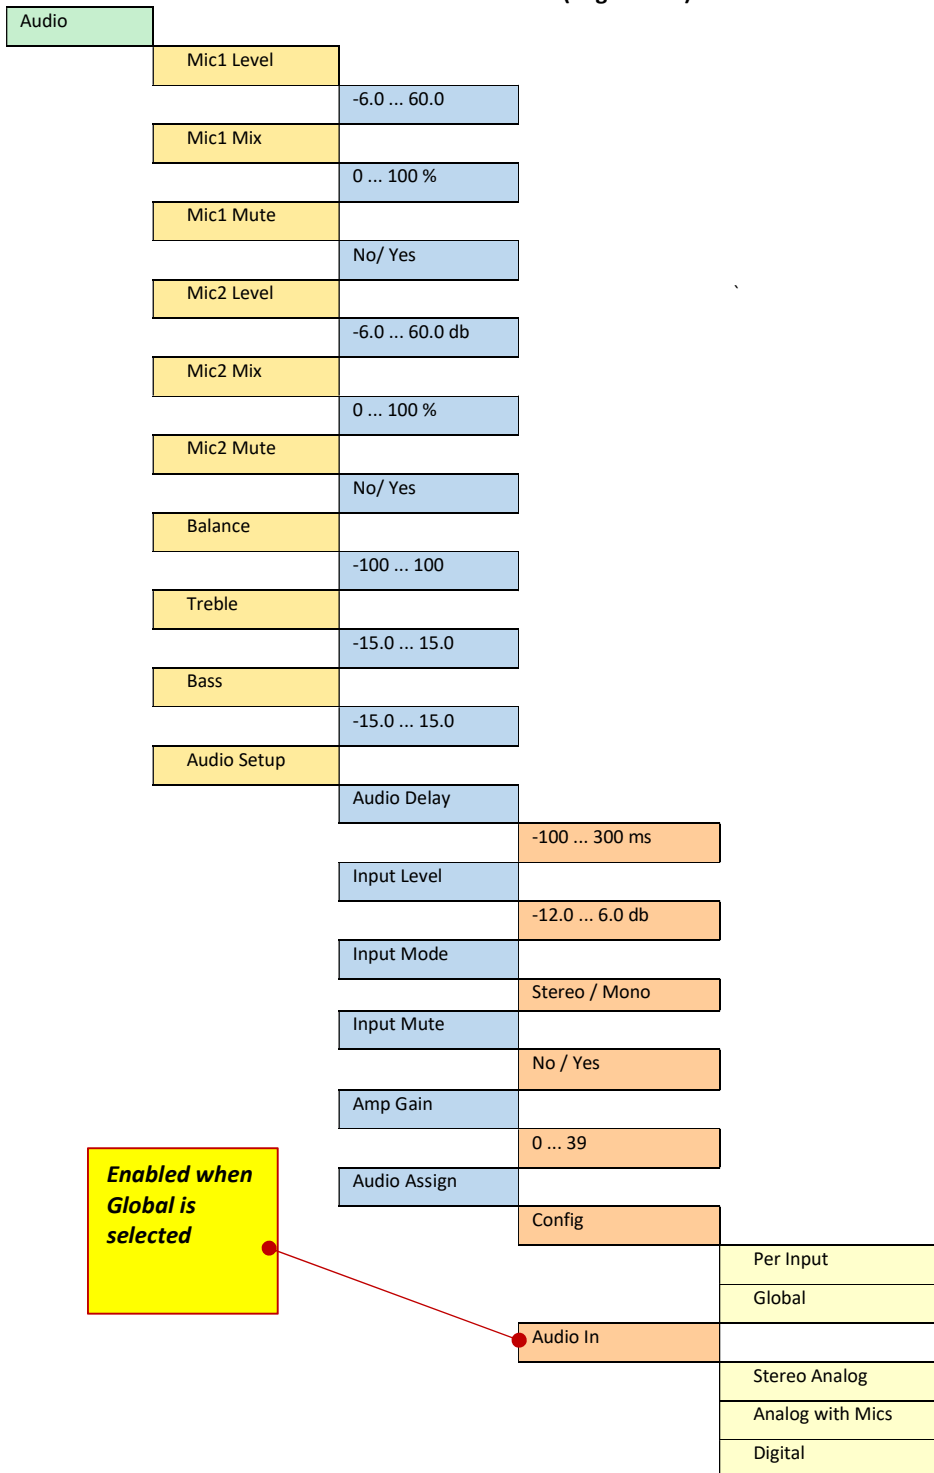 Audio
Mic1 Level
-6.0 ... 60.0
Mic1 Mix
0 ... 100 %
Mic1 Mute
No/ Yes
Mic2 Level
`
-6.0 ... 60.0 db
Mic2 Mix
0 ... 100 %
Mic2 Mute
No/ Yes
Balance
-100 ... 100
Treble
-15.0 ... 15.0
Bass
-15.0 ... 15.0
Audio Setup
Audio Delay
-100 ... 300 ms
Input Level
-12.0 ... 6.0 db
Input Mode
Stereo / Mono
Input Mute
No / Yes
Amp Gain
0 ... 39
Enabled when
Global is
selected
Audio Assign
Config
Per Input
Global
Audio In
Stereo Analog
Analog with Mics
Digital